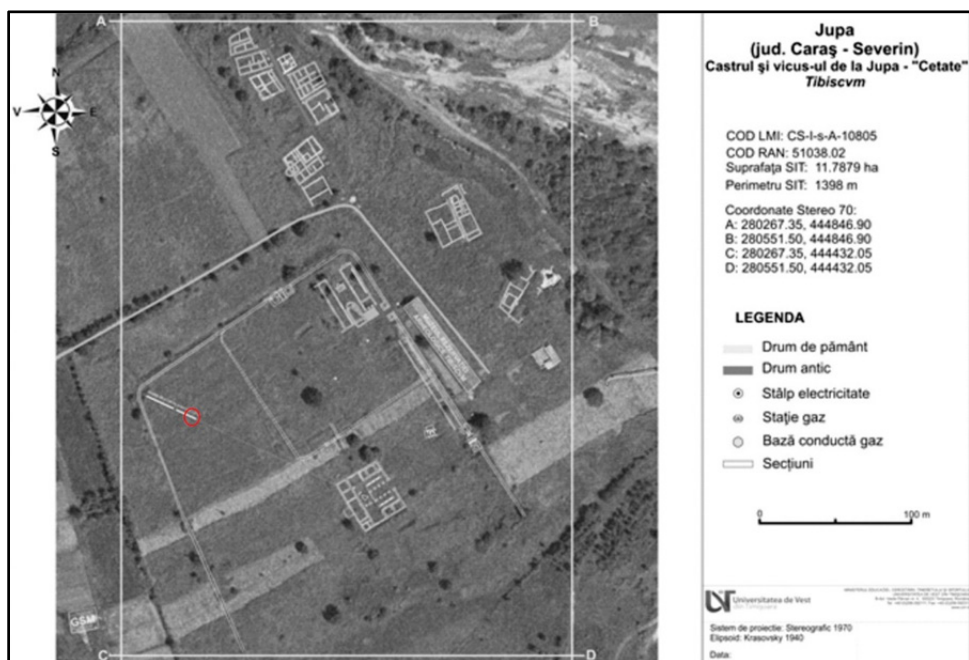 A
B
N
V
E
S
C
D
GSM
Jupa
(jud. Caraş - Severin)
Castrul şi vicus-ul de la Jupa - "Cetate"
Tibiscvm
COD LMI: CS-I-s-A-10805
COD RAN: 51038.02
Suprafaţa SIT: 11.7879 ha
Perimetru SIT: 1398 m
Coordonate Stereo 70:
A: 280267.35, 444846.90
B: 280551.50, 444846.90
C: 280267.35, 444432.05
D: 280551.50, 444432.05
LEGENDA
Drum de pământ
Drum antic
Stâlp electricitate
Staţie gaz
Bază conductă gaz
Secţiuni
0
100 m
Universitatea de Vest
din Timişoara
Sistem de proiectie: Stereografic 1970
Elipsoid: Krasovsky 1940
Data: